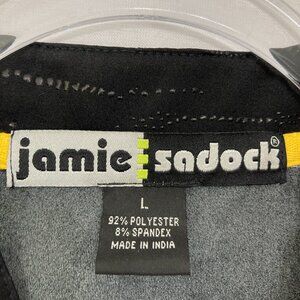 jamie sadock®
L
92% POLYESTER
8% SPANDEX
MADE IN INDIA